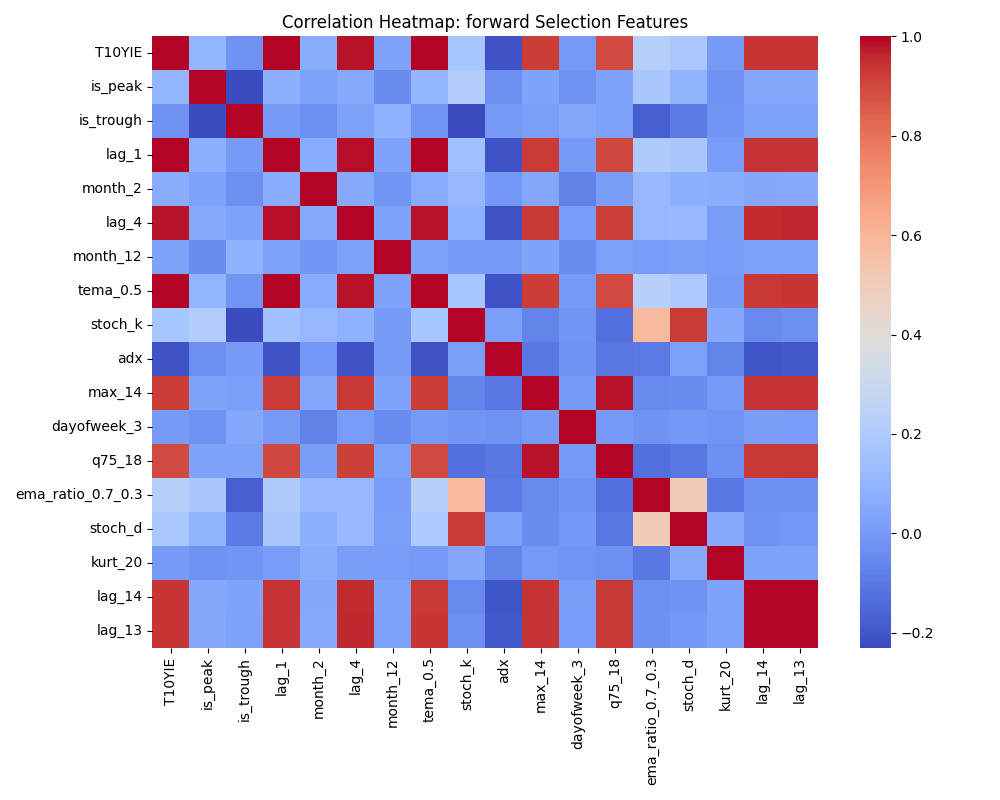 Correlation Heatmap: forward Selection Features
T10YIE
is_peak
is_trough
lag_1
month_2
lag_4
month_12
tema_0.5
stoch_k
adx
max_14
dayofweek_3
q75_18
ema_ratio_0.7_0.3
stoch_d
kurt_20
lag_14
lag_13
T10YIE
is_peak
is_trough
lag_1
month_2
lag_4
month_12
tema_0.5
stoch_k
adx
max_14
dayofweek_3
q75_18
ema_ratio_0.7_0.3
stoch_d
kurt_20
lag_14
lag_13
1.0
0.8
0.6
0.4
0.2
0.0
−0.2